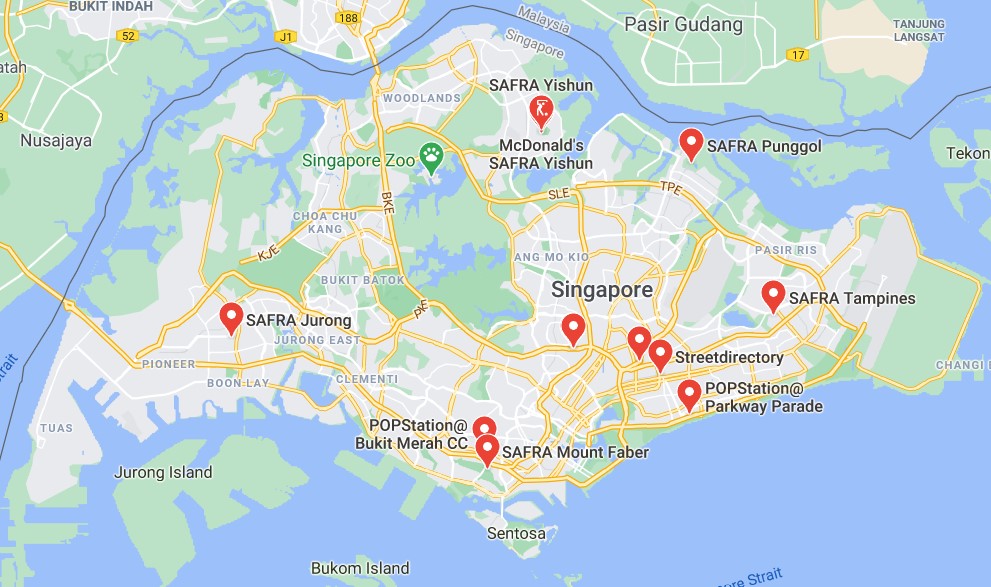 BUKIT INDAH
188
Malaysia
Singapore
Pasir Gudang
TANJUNG
LANGSAT
52
J1
17
atah
Nusajaya
WOODLANDS
SAFRA Yishun
McDonald's
SAFRA Yishun
SAFRA Punggol
Tekon
Singapore Zoo
BKE
SLE
TPE
CHOA CHU
KANG
KJE
ANG MO KIO
PASIR RIS
BUKIT BATOK
Singapore
SAFRA Tampines
PIE
SAFRA Jurong
JURONG EAST
PIONEER
Streetdirectory
CHANGI
BOON LAY
CLEMENTI
POPStation@
Parkway Parade
TUAS
POPStation@
Bukit Merah CC
SAFRA Mount Faber
Jurong Island
Sentosa
Bukom Island
Strait
Strait